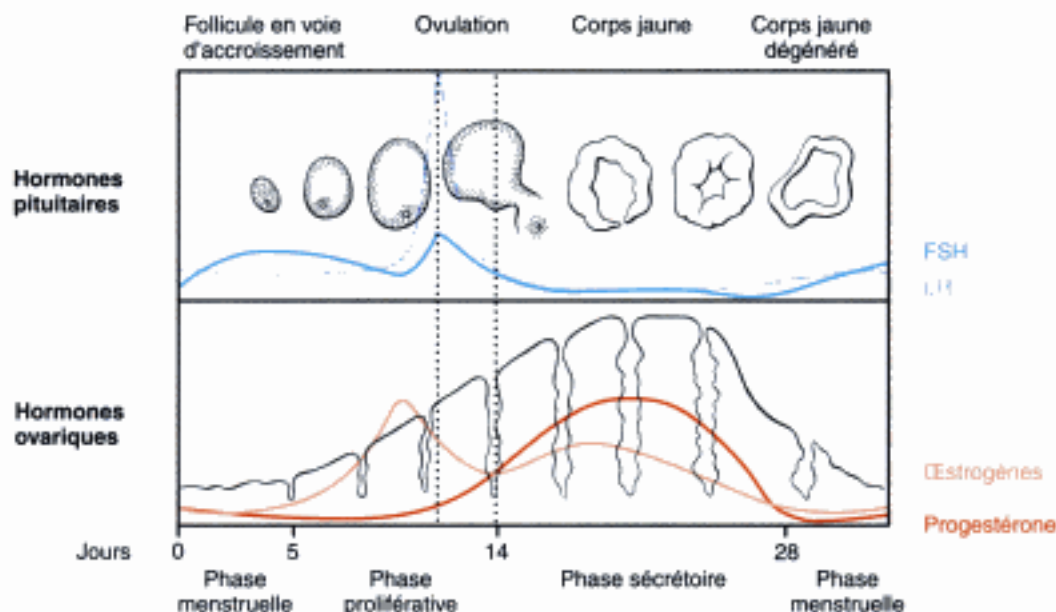 Follicule en voie
d'accroissement
Ovulation
Corps jaune
Corps jaune
dégénéré
Hormones
pituitaires
FSH
Hormones
ovariques
Œstrogènes
Progestérone
Jours
0
5
14
28
Phase
menstruelle
Phase
proliférative
Phase sécrétoire
Phase
menstruelle